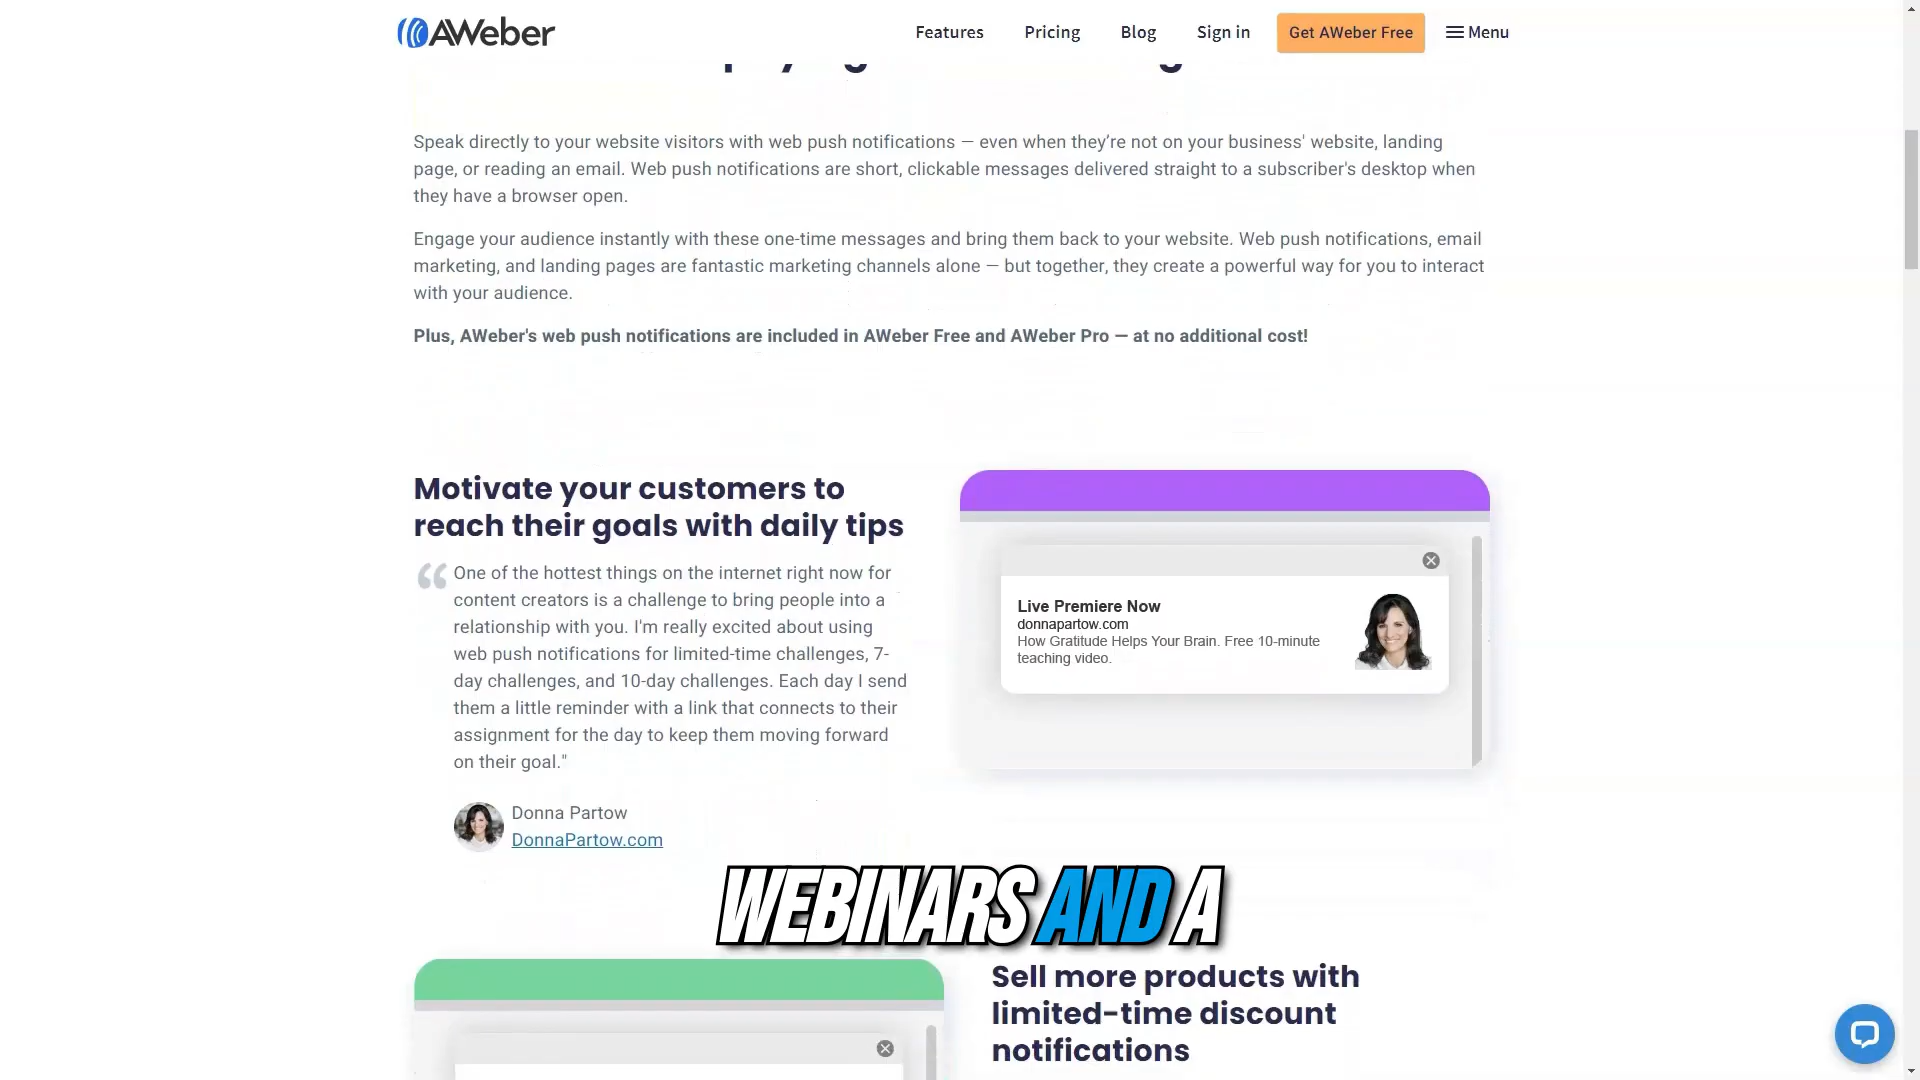 AWeber
Features Pricing Blog Sign in Get AWeber Free Menu
Speak directly to your website visitors with web push notifications — even when they’re not on your business' website, landing
page, or reading an email. Web push notifications are short, clickable messages delivered straight to a subscriber's desktop when
they have a browser open.
Engage your audience instantly with these one-time messages and bring them back to your website. Web push notifications, email
marketing, and landing pages are fantastic marketing channels alone — but together, they create a powerful way for you to interact
with your audience.
Plus, AWeber's web push notifications are included in AWeber Free and AWeber Pro — at no additional cost!
Motivate your customers to
reach their goals with daily tips
“ One of the hottest things on the internet right now for
content creators is a challenge to bring people into a
relationship with you. I'm really excited about using
web push notifications for limited-time challenges, 7-
day challenges, and 10-day challenges. Each day I send
them a little reminder with a link that connects to their
assignment for the day to keep them moving forward
on their goal."
Donna Partow
DonnaPartow.com
Live Premiere Now
donnapartow.com
How Gratitude Helps Your Brain. Free 10-minute
teaching video.
WEBINARS AND A
Sell more products with
limited-time discount
notifications